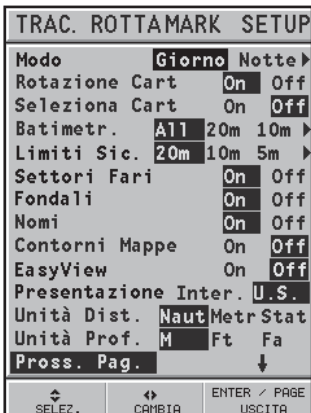 TRAC. ROTTA MARK SETUP
Modo Giorno Notte
Rotazione Cart On Off
Seleziona Cart On Off
Batimetr. All 20m 10m
Limiti Sic. 20m 10m 5m
Settori Fari On Off
Fondali On Off
Nomi On Off
Contorni Mappe On Off
EasyView On Off
Presentazione Inter. U.S.
Unità Dist. Naut Metr Stat
Unità Prof. M Ft Fa
Pross. Pag.
SELEZ. CAMBIA ENTER / PAGE
USCITA